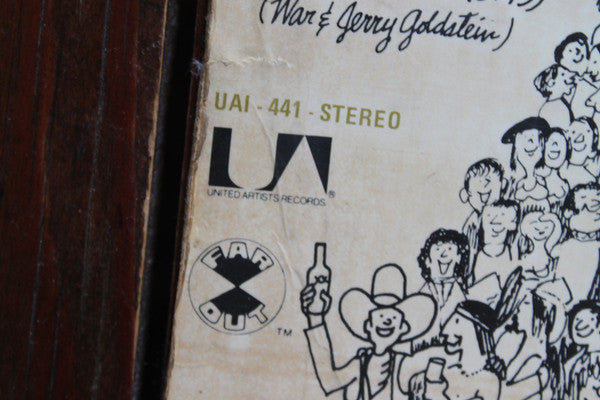 (War & Jerry Goldstein)
UAI - 441 - STEREO
UA
UNITED ARTISTS RECORDS ®
FAR
OUT
TM